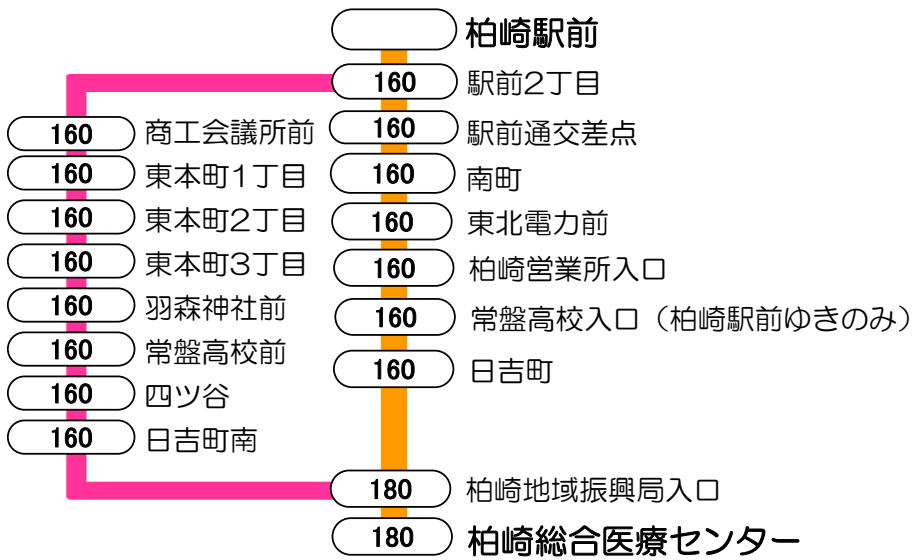 柏崎駅前
160 駅前2丁目
160 商工会議所前
160 駅前通交差点
160 東本町1丁目
160 南町
160 東本町2丁目
160 東北電力前
160 東本町3丁目
160 柏崎営業所入口
160 羽森神社前
160 常盤高校入口（柏崎駅前ゆきのみ）
160 常盤高校前
160 日吉町
160 四ツ谷
160 日吉町南
180 柏崎地域振興局入口
180 柏崎総合医療センター